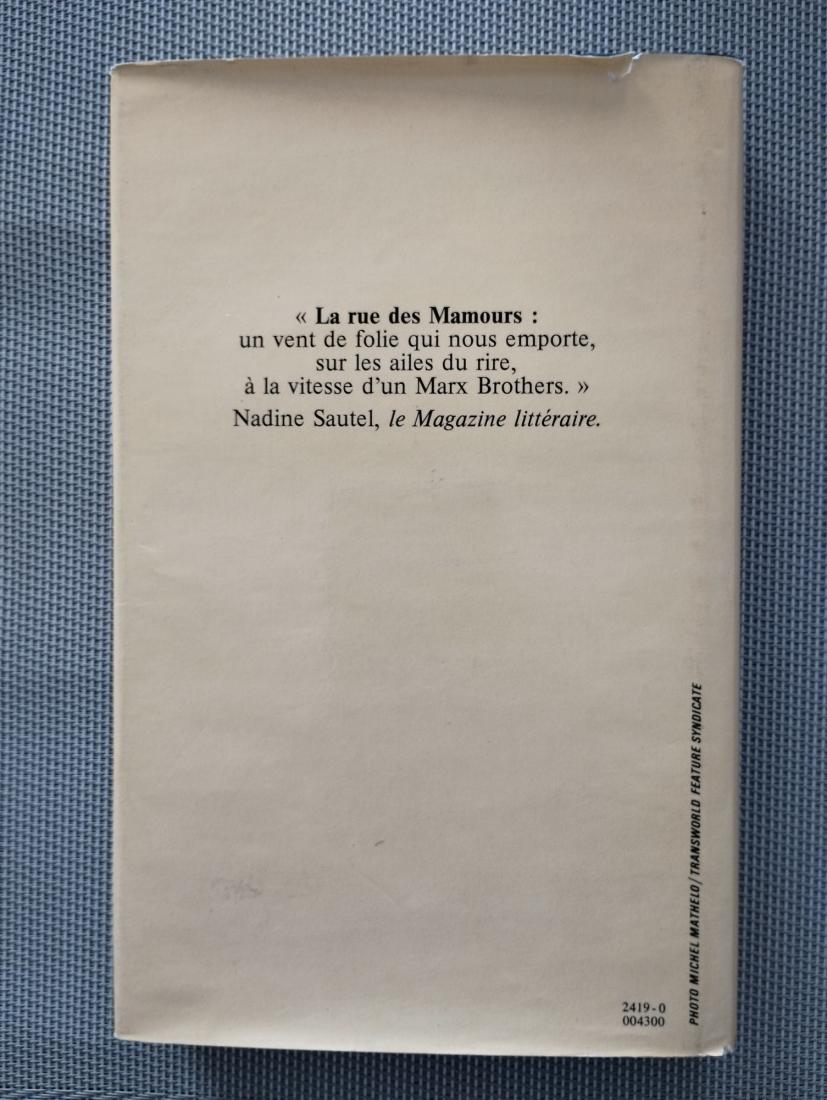 « La rue des Mamours :
un vent de folie qui nous emporte,
sur les ailes du rire,
à la vitesse d'un Marx Brothers. »
Nadine Sautel, le Magazine littéraire.
PHOTO MICHEL MATHELO/TRANSWORLD FEATURE SYNDICATE
2419-0
004300